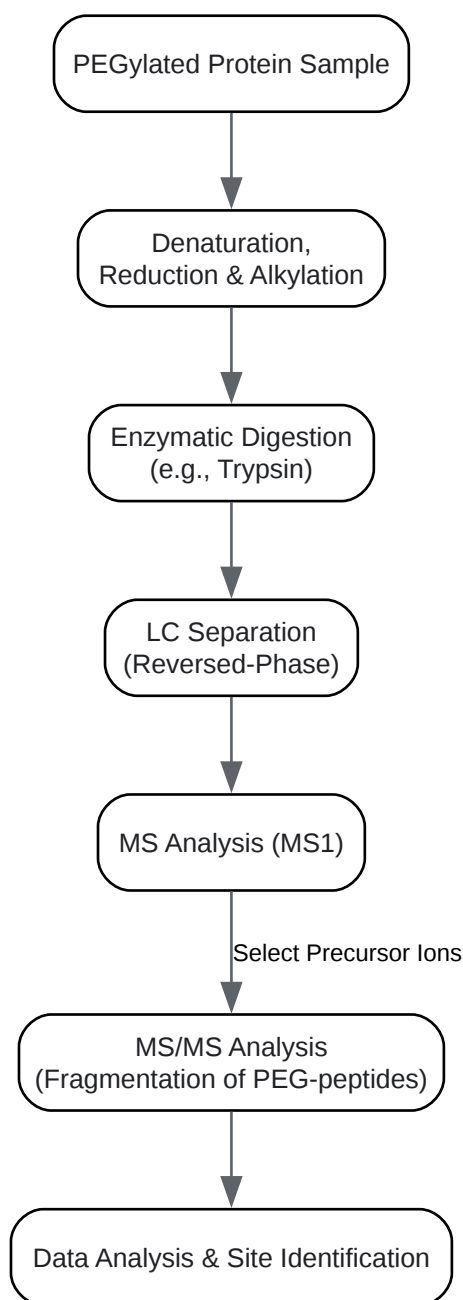 PEGylated Protein Sample
Denaturation,
Reduction & Alkylation
Enzymatic Digestion
(e.g., Trypsin)
LC Separation
(Reversed-Phase)
MS Analysis (MS1)
Select Precursor Ions
MS/MS Analysis
(Fragmentation of PEG-peptides)
Data Analysis & Site Identification